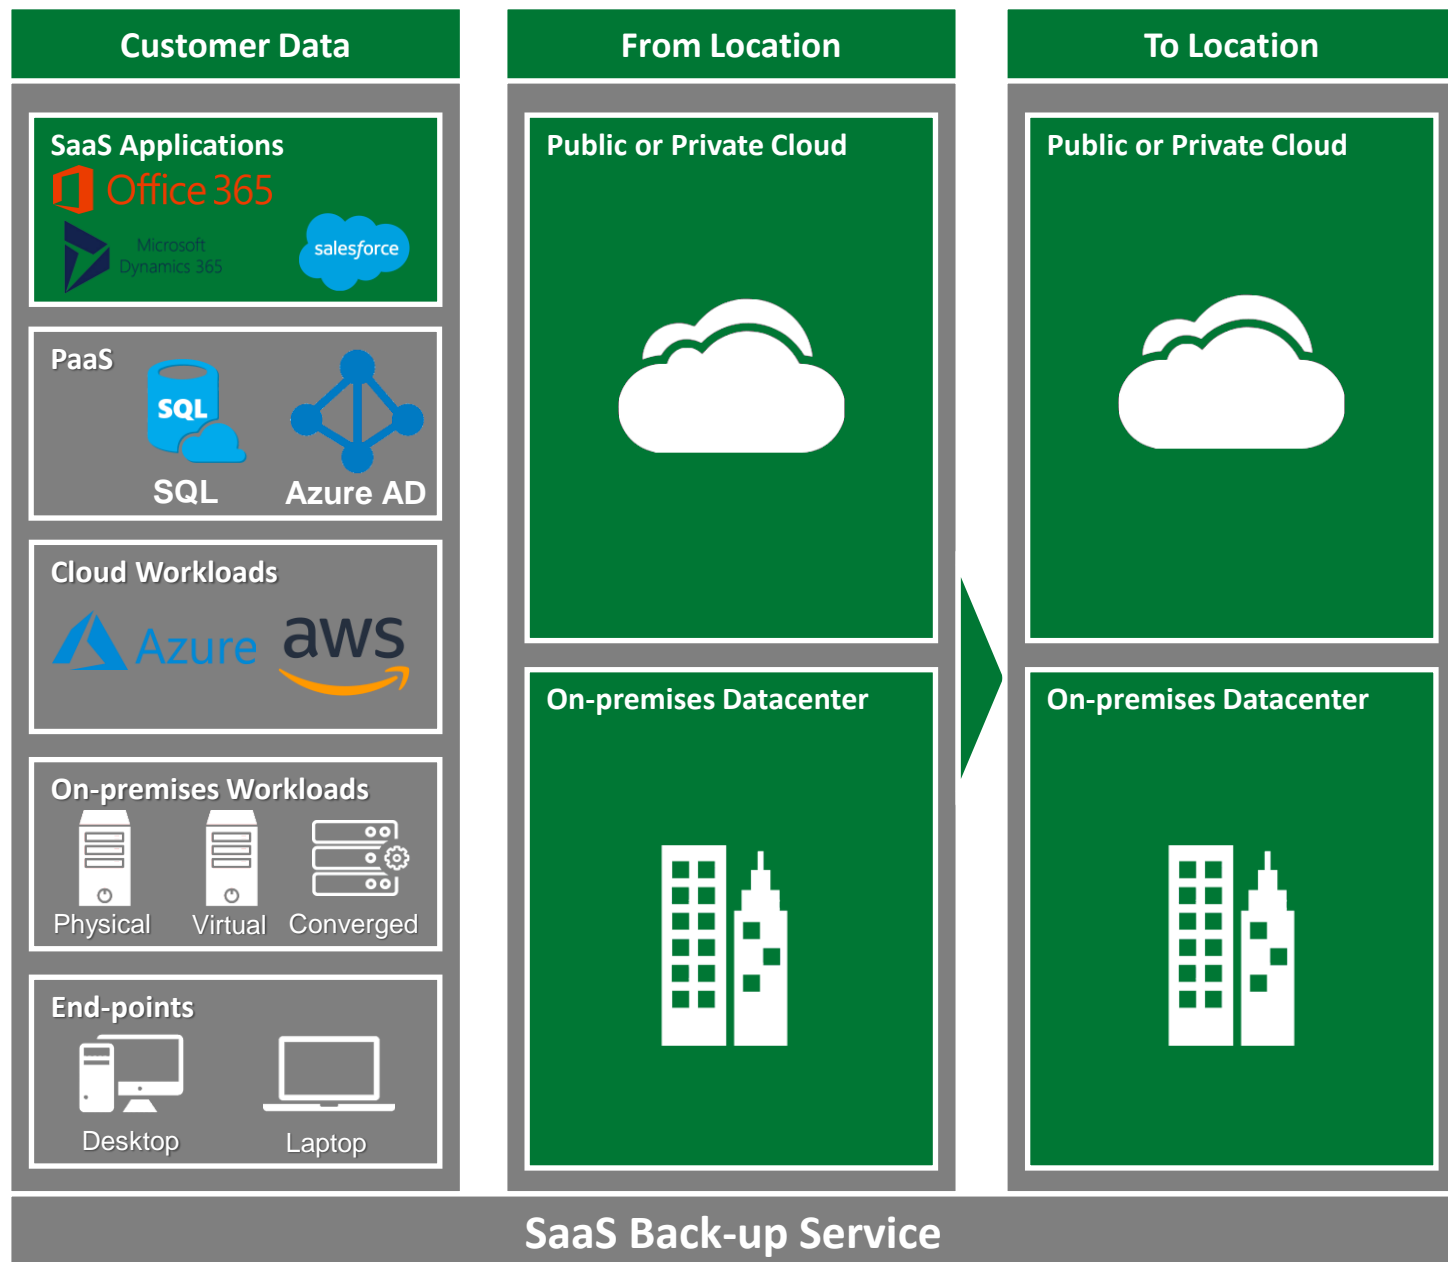 Customer Data
SaaS Applications
Office 365
Microsoft
Dynamics 365
salesforce
PaaS
SQL
SQL
Azure AD
Cloud Workloads
Azure
aws
On-premises Workloads
Physical
Virtual
Converged
End-points
Desktop
Laptop
From Location
Public or Private Cloud
On-premises Datacenter
To Location
Public or Private Cloud
On-premises Datacenter
SaaS Back-up Service